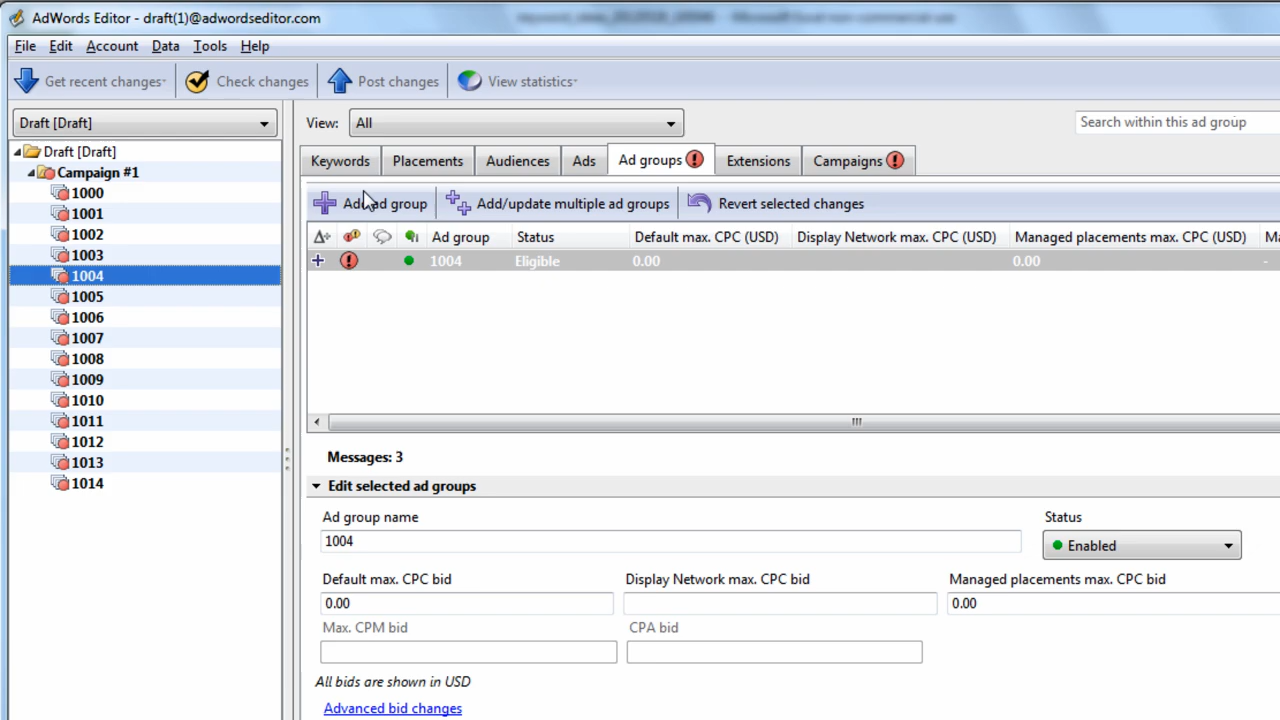 AdWords Editor - draft(1)@adwordseditor.com
File Edit Account Data Tools Help
Get recent changes Check changes Post changes View statistics
Draft [Draft] View: All Search within this ad group
Draft [Draft]
Campaign #1
1000
1001
1002
1003
1004
1005
1006
1007
1008
1009
1010
1011
1012
1013
1014
Keywords Placements Audiences Ads Ad groups Extensions Campaigns
Add ad group Add/update multiple ad groups Revert selected changes
Ad group Status Default max. CPC (USD) Display Network max. CPC (USD) Managed placements max. CPC (USD)
1004 Eligible 0.00 0.00 -
Messages: 3
Edit selected ad groups
Ad group name Status
1004 Enabled
Default max. CPC bid Display Network max. CPC bid Managed placements max. CPC bid
0.00 0.00
Max. CPM bid CPA bid
All bids are shown in USD
Advanced bid changes